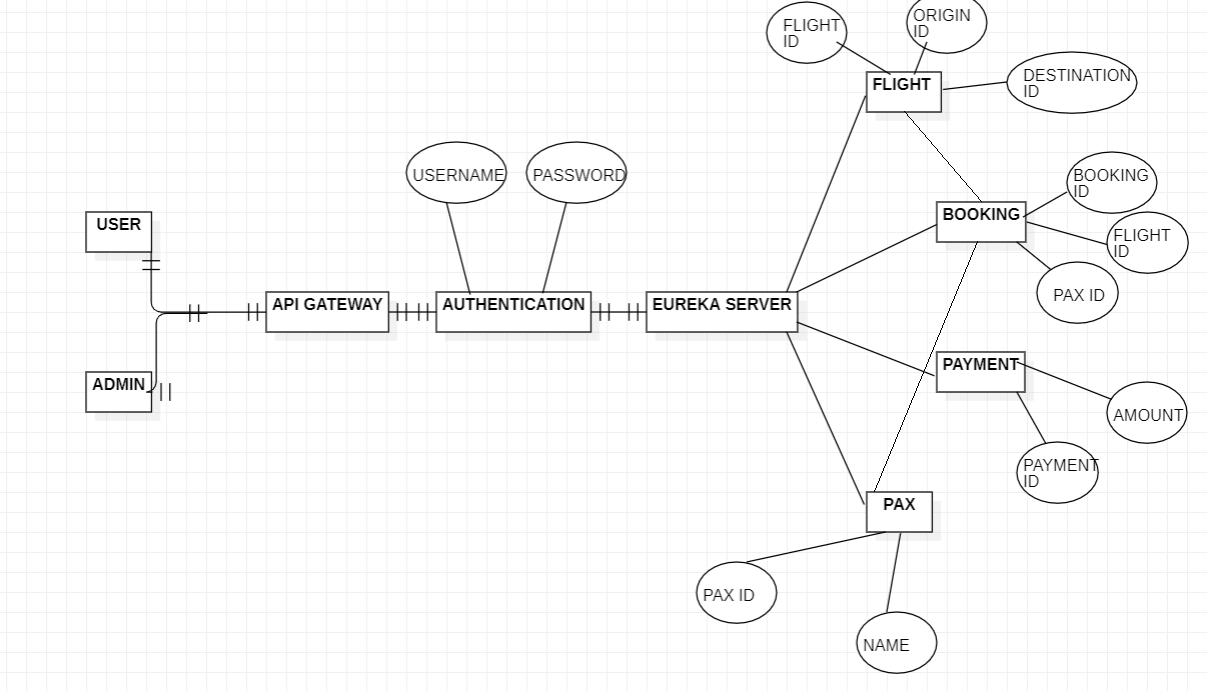 FLIGHT
ID
ORIGIN
ID
FLIGHT
DESTINATION
ID
USERNAME
PASSWORD
BOOKING
ID
USER
BOOKING
FLIGHT
ID
PAX ID
API GATEWAY
AUTHENTICATION
EUREKA SERVER
ADMIN
PAYMENT
AMOUNT
PAYMENT
ID
PAX
PAX ID
NAME